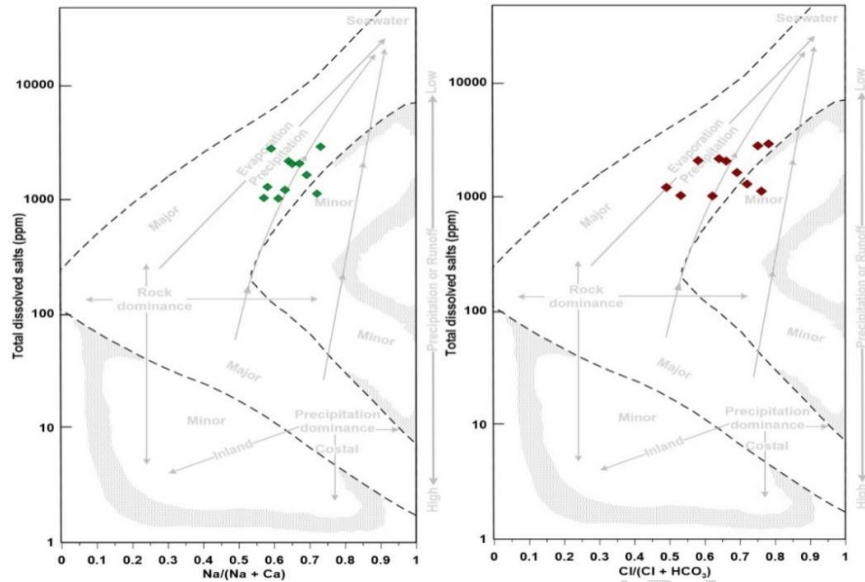 Seawater
10000
1000
100
10
1
Total dissolved salts (ppm)
Evaporation
Precipitation
Major
Minor
Rock
dominance
Minor
Major
Minor
Precipitation
dominance
Inland
Costal
0
0.1
0.2
0.3
0.4
0.5
0.6
0.7
0.8
0.9
1
Na/(Na + Ca)
Low
Precipitation or Runoff
High
Seawater
10000
1000
100
10
1
Total dissolved salts (ppm)
Evaporation
Precipitation
Major
Minor
Rock
dominance
Minor
Major
Minor
Precipitation
dominance
Inland
Costal
0
0.1
0.2
0.3
0.4
0.5
0.6
0.7
0.8
0.9
1
Cl/(Cl + HCO₃)
Low
Precipitation or Runoff
High